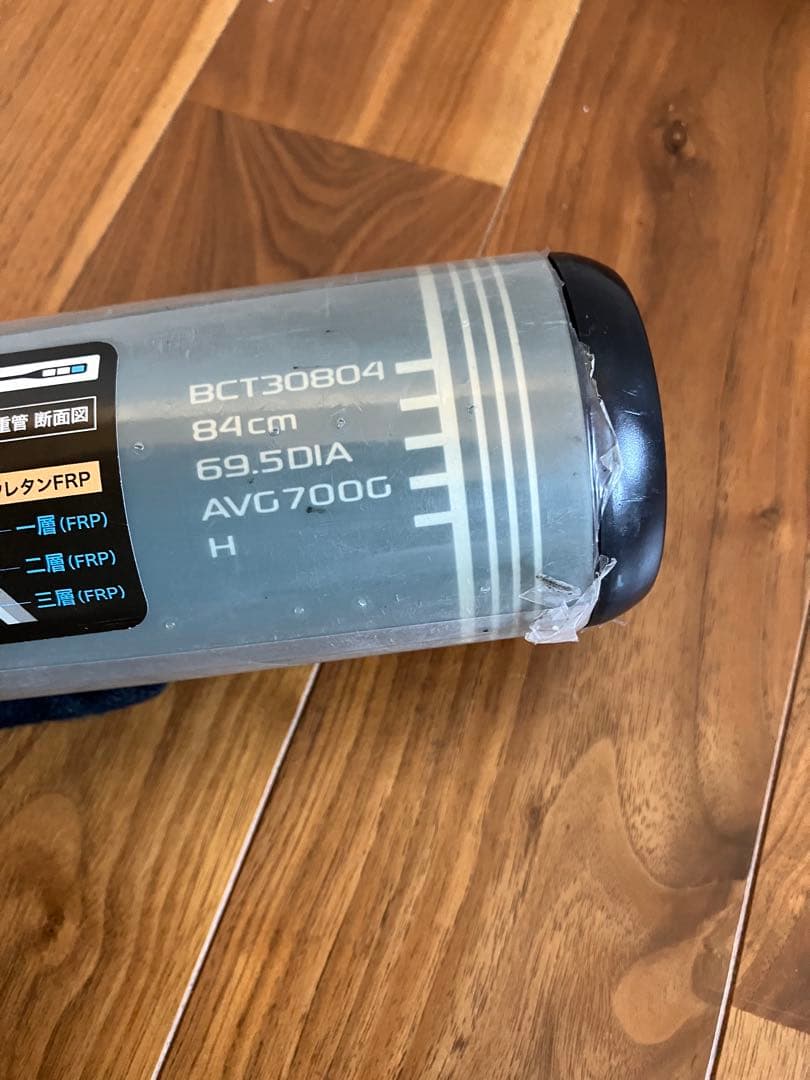 重管 断面図
レタンFRP
一層(FRP)
二層(FRP)
三層(FRP)
BCT30804
84cm
69.5DIA
AVG700G
H